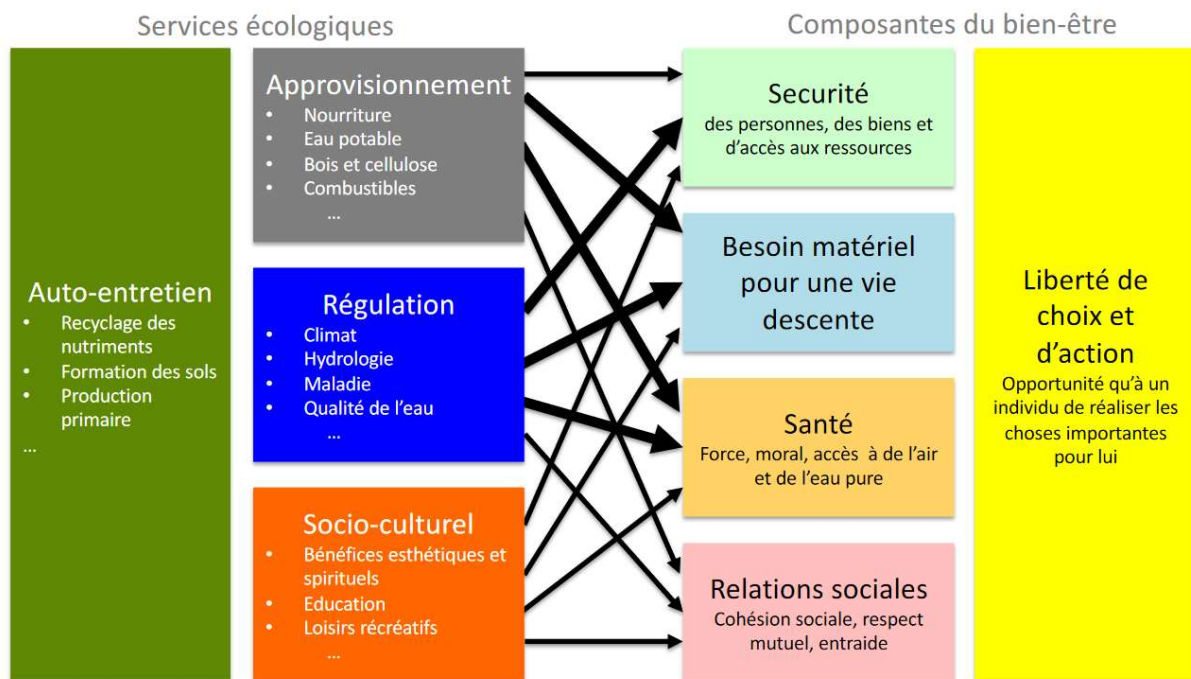 Services écologiques
Composantes du bien-être
Auto-entretien
• Recyclage des
nutriments
• Formation des sols
• Production
primaire
...
Approvisionnement
• Nourriture
• Eau potable
• Bois et cellulose
• Combustibles
...
Régulation
• Climat
• Hydrologie
• Maladie
• Qualité de l'eau
...
Socio-culturel
• Bénéfices esthétiques et
spirituels
• Education
• Loisirs récréatifs
...
Securité
des personnes, des biens et
d'accès aux ressources
Besoin matériel
pour une vie
descente
Santé
Force, moral, accès à de l'air
et de l'eau pure
Relations sociales
Cohésion sociale, respect
mutuel, entraide
Liberté de
choix et
d'action
Opportunité qu'à un
individu de réaliser les
choses importantes
pour lui